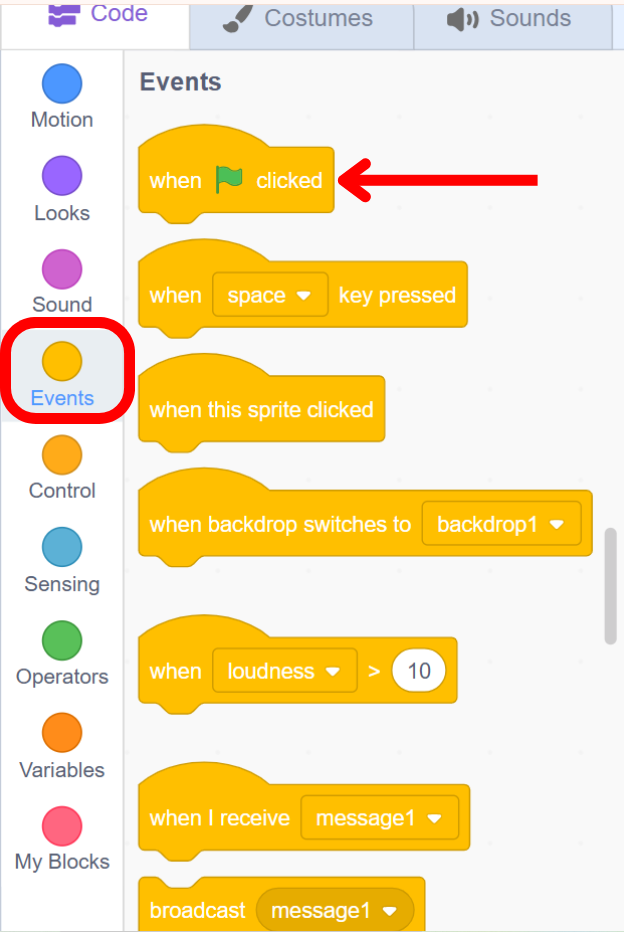 Code
Costumes
Sounds
Motion
Looks
Sound
Events
Control
Sensing
Operators
Variables
My Blocks
Events
when clicked
when space key pressed
when this sprite clicked
when backdrop switches to backdrop1
when loudness > 10
when I receive message1
broadcast message1